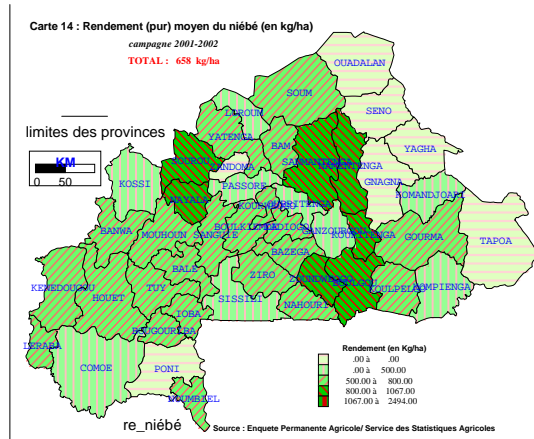 Carte 14 : Rendement (pur) moyen du niébé (en kg/ha)
campagne 2001-2002
TOTAL : 658 kg/ha
OUADALAN
SOUM
SENO
LOROUM
limites des provinces
YATENGA
BAM
YAGHA
KM
0 50
ZANDOMA
GNAGNA
KOSSI
PASSORE
KOMANDJOARI
NAYALA
BANWA
MOUHOUN
SANGUIE
BOULKIEMDE
GOURMA
TAPOA
BAZEGA
BALE
KENEDOUGOU
HOUET
TUY
ZIRO
SISSILI
NAHOURI
KOULPELGO
KOMPIENGA
IOBA
BOUGOURIBA
LERABA
COMOE
PONI
NOUMBIEL
Rendement (en Kg/ha)
.00 à .00
.00 à 500.00
500.00 à 800.00
800.00 à 1067.00
1067.00 à 2494.00
re_niébé
Source : Enquete Permanente Agricole/ Service des Statistiques Agricoles